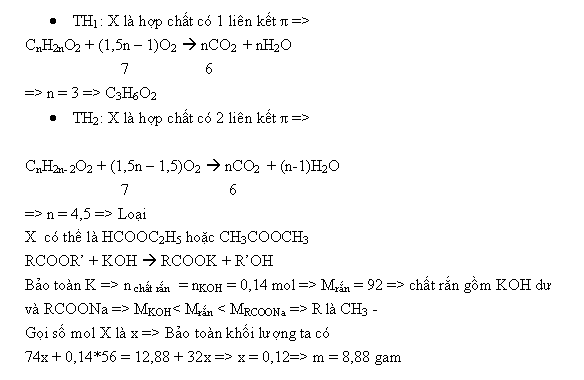 • TH1: X là hợp chất có 1 liên kết π =>
CnH2nO2 + (1,5n – 1)O2 → nCO2 + nH2O
7 6
=> n = 3 => C3H6O2
• TH2: X là hợp chất có 2 liên kết π =>
CnH2n-2O2 + (1,5n – 1,5)O2 → nCO2 + (n-1)H2O
7 6
=> n = 4,5 => Loại
X có thể là HCOOC2H5 hoặc CH3COOCH3
RCOOR’ + KOH → RCOOK + R’OH
Bảo toàn K => n chất rắn = nKOH = 0,14 mol => Mrắn = 92 => chất rắn gồm KOH dư
và RCOONa => MKOH < Mrắn < MRCOONa => R là CH3 -
Gọi số mol X là x => Bảo toàn khối lượng ta có
74x + 0,14*56 = 12,88 + 32x => x = 0,12=> m = 8,88 gam